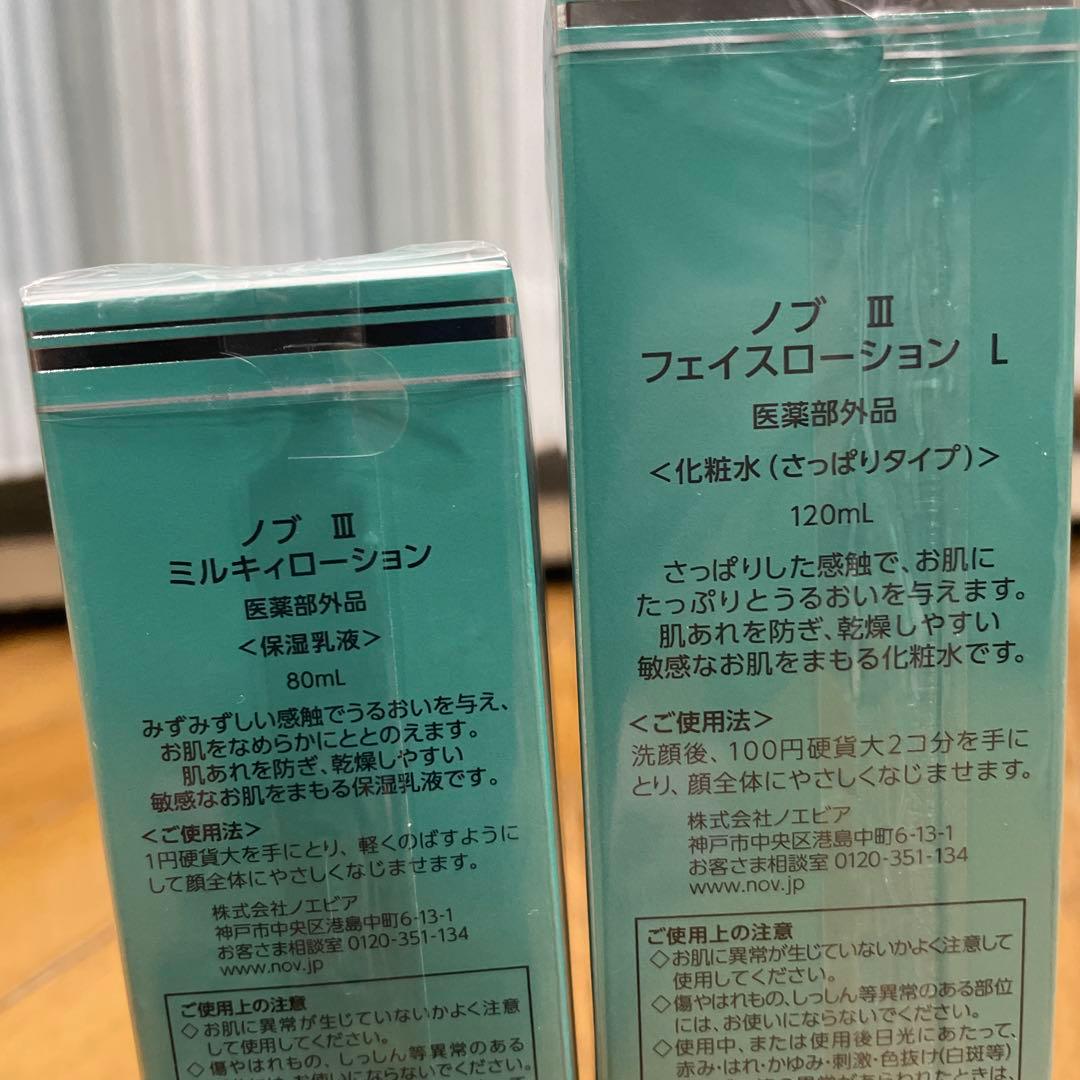 ノブ Ⅲ
ミルキィローション
医薬部外品
<保湿乳液>
80mL
みずみずしい感触でうるおいを与え、
お肌をなめらかにととのえます。
肌あれを防ぎ、乾燥しやすい
敏感なお肌をまもる保湿乳液です。
<ご使用法>
1円硬貨大を手にとり、軽くのばすように
して顔全体にやさしくなじませます。
株式会社ノエビア
神戸市中央区港島中町6-13-1
お客さま相談室 0120-351-134
www.nov.jp
ご使用上の注意
◇お肌に異常が生じていないかよく注意
して使用してください。
◇傷やはれもの、しっしん等異常のある
ノブ Ⅲ
フェイスローション L
医薬部外品
<化粧水(さっぱりタイプ)>
120mL
さっぱりした感触で、お肌に
たっぷりとうるおいを与えます。
肌あれを防ぎ、乾燥しやすい
敏感なお肌をまもる化粧水です。
<ご使用法>
洗顔後、100円硬貨大2コ分を手に
とり、顔全体にやさしくなじませます。
株式会社ノエビア
神戸市中央区港島中町6-13-1
お客さま相談室 0120-351-134
www.nov.jp
ご使用上の注意
◇お肌に異常が生じていないかよく注意して
使用してください。
◇傷やはれもの、しっしん等異常のある部位
には、お使いにならないでください。
◇使用中、または使用後日光にあたって、
赤み・はれ・かゆみ・刺激・色抜け(白斑等)